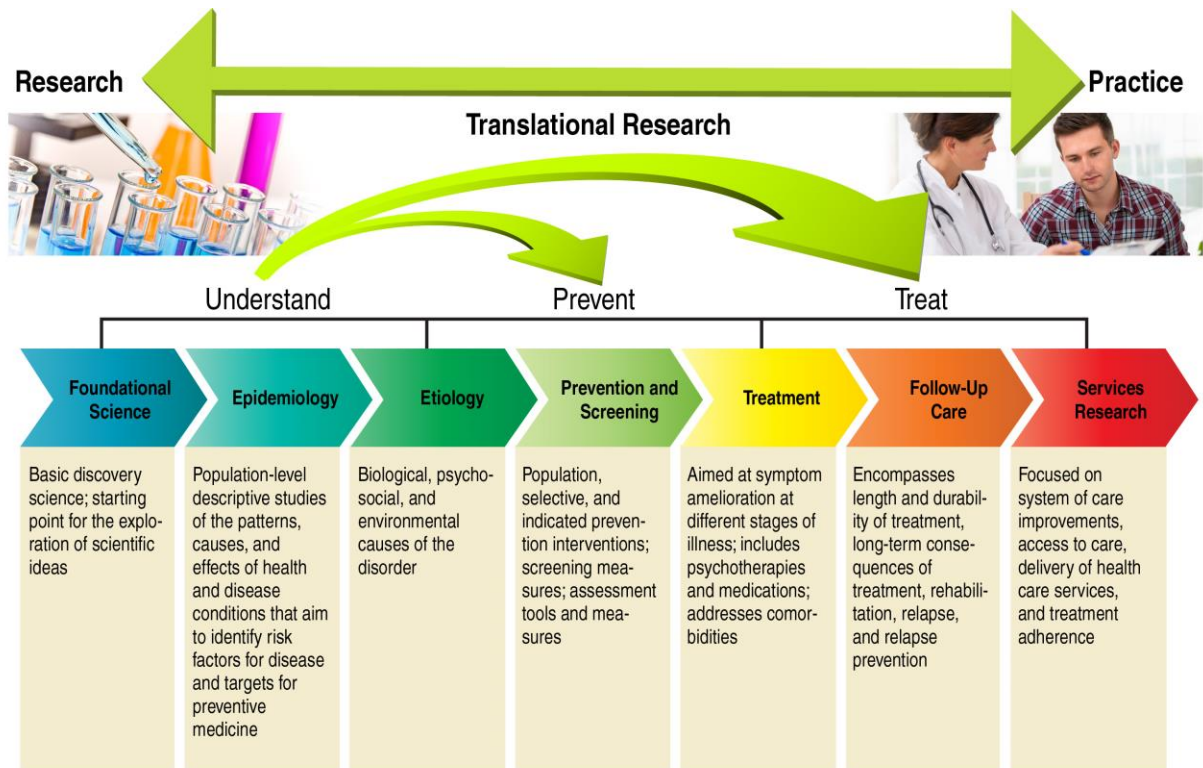 Research
Practice
Translational Research
Understand
Prevent
Treat
Foundational
Science
Epidemiology
Etiology
Prevention and
Screening
Treatment
Follow-Up
Care
Services
Research
Basic discovery
science; starting
point for the explo-
ration of scientific
ideas
Population-level
descriptive studies
of the patterns,
causes, and
effects of health
and disease
conditions that aim
to identify risk
factors for disease
and targets for
preventive
medicine
Biological, psycho-
social, and
environmental
causes of the
disorder
Population,
selective, and
indicated preven-
tion interventions;
screening mea-
sures; assessment
tools and mea-
sures
Aimed at symptom
amelioration at
different stages of
illness; includes
psychotherapies
and medications;
addresses comor-
bidities
Encompasses
length and durabil-
ity of treatment,
long-term conse-
quences of
treatment, rehabili-
tation, relapse,
and relapse
prevention
Focused on
system of care
improvements,
access to care,
delivery of health
care services,
and treatment
adherence